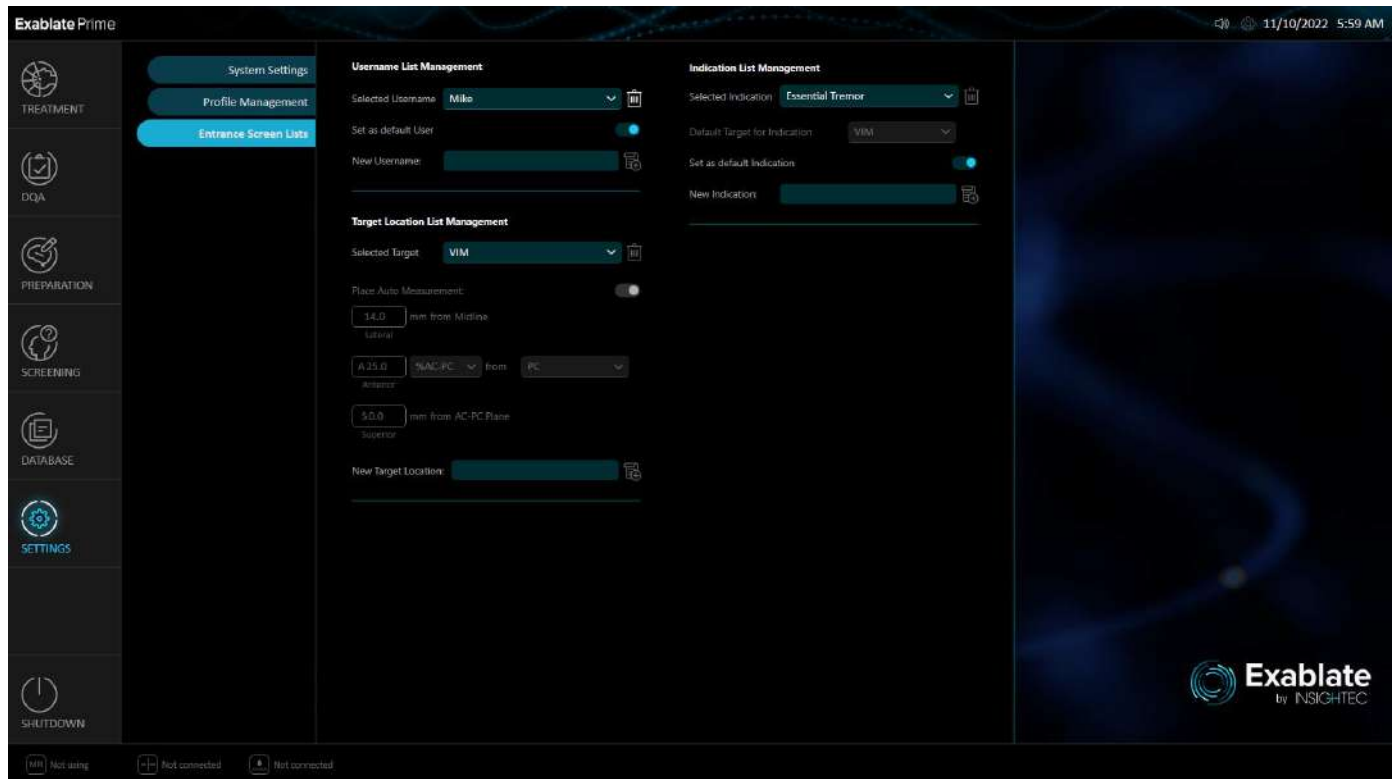 Exablate Prime
11/10/2022 5:59 AM
TREATMENT
DQA
PREPARATION
SCREENING
DATABASE
SETTINGS
SHUTDOWN
System Settings
Profile Management
Entrance Screen Lists
Username List Management
Selected Username Mike
Set as default User
New Username:
Target Location List Management
Selected Target VIM
Place Auto Measurement:
14.0 mm from Midline
Lateral
A 25.0 %AC-PC from PC
Anterior
S 0.0 mm from AC-PC Plane
Superior
New Target Location:
Indication List Management
Selected Indication Essential Tremor
Default Target for Indication VIM
Set as default Indication
New Indication:
Exablate
by INSIGHTEC
MR Not using
Not connected
Not connected